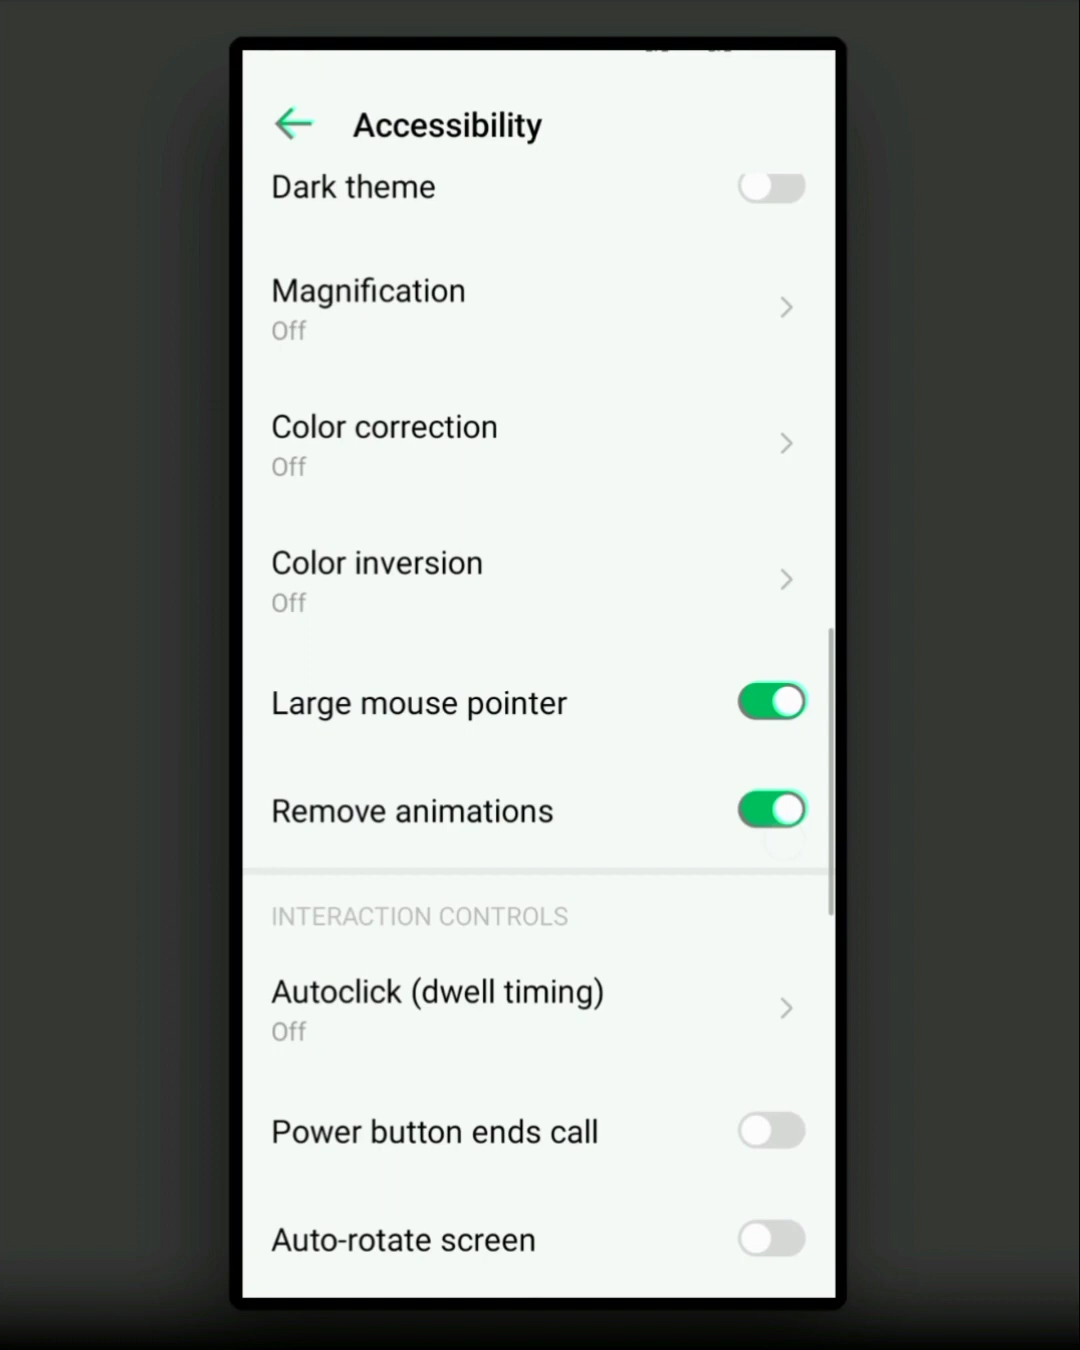 Accessibility
Dark theme
Magnification
Off
Color correction
Off
Color inversion
Off
Large mouse pointer
Remove animations
INTERACTION CONTROLS
Autoclick (dwell timing)
Off
Power button ends call
Auto-rotate screen